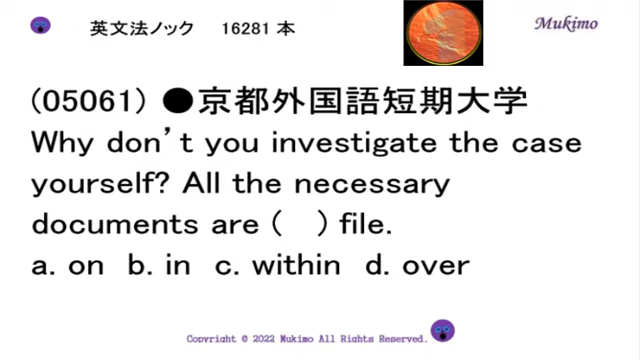 英文法ノック 16281 本
Mukimo
(05061) ●京都外国語短期大学
Why don't you investigate the case
yourself? All the necessary
documents are ( ) file.
a. on b. in c. within d. over
Copyright @ 2022 Mukimo All Rights Reserved.